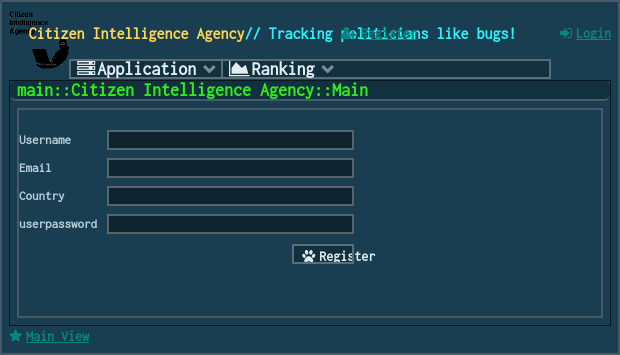 Citizen
Intelligence
Agency
Citizen Intelligence Agency// Tracking politicians like bugs!
Register
Login
Application
Ranking
main::Citizen Intelligence Agency::Main
Username
Email
Country
userpassword
Register
Main View